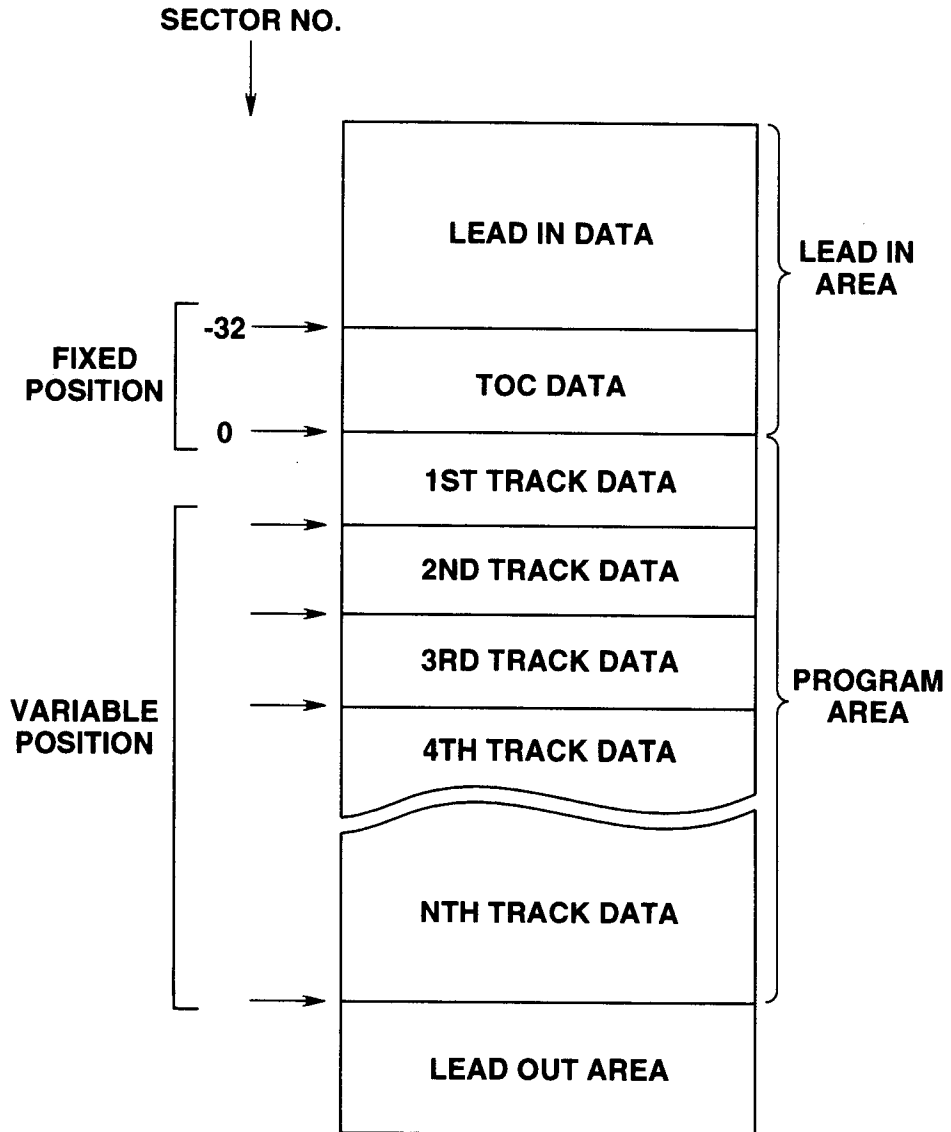 SECTOR NO.
LEAD IN DATA
LEAD IN
AREA
-32
FIXED
POSITION
TOC DATA
0
1ST TRACK DATA
2ND TRACK DATA
3RD TRACK DATA
PROGRAM
AREA
VARIABLE
POSITION
4TH TRACK DATA
NTH TRACK DATA
LEAD OUT AREA